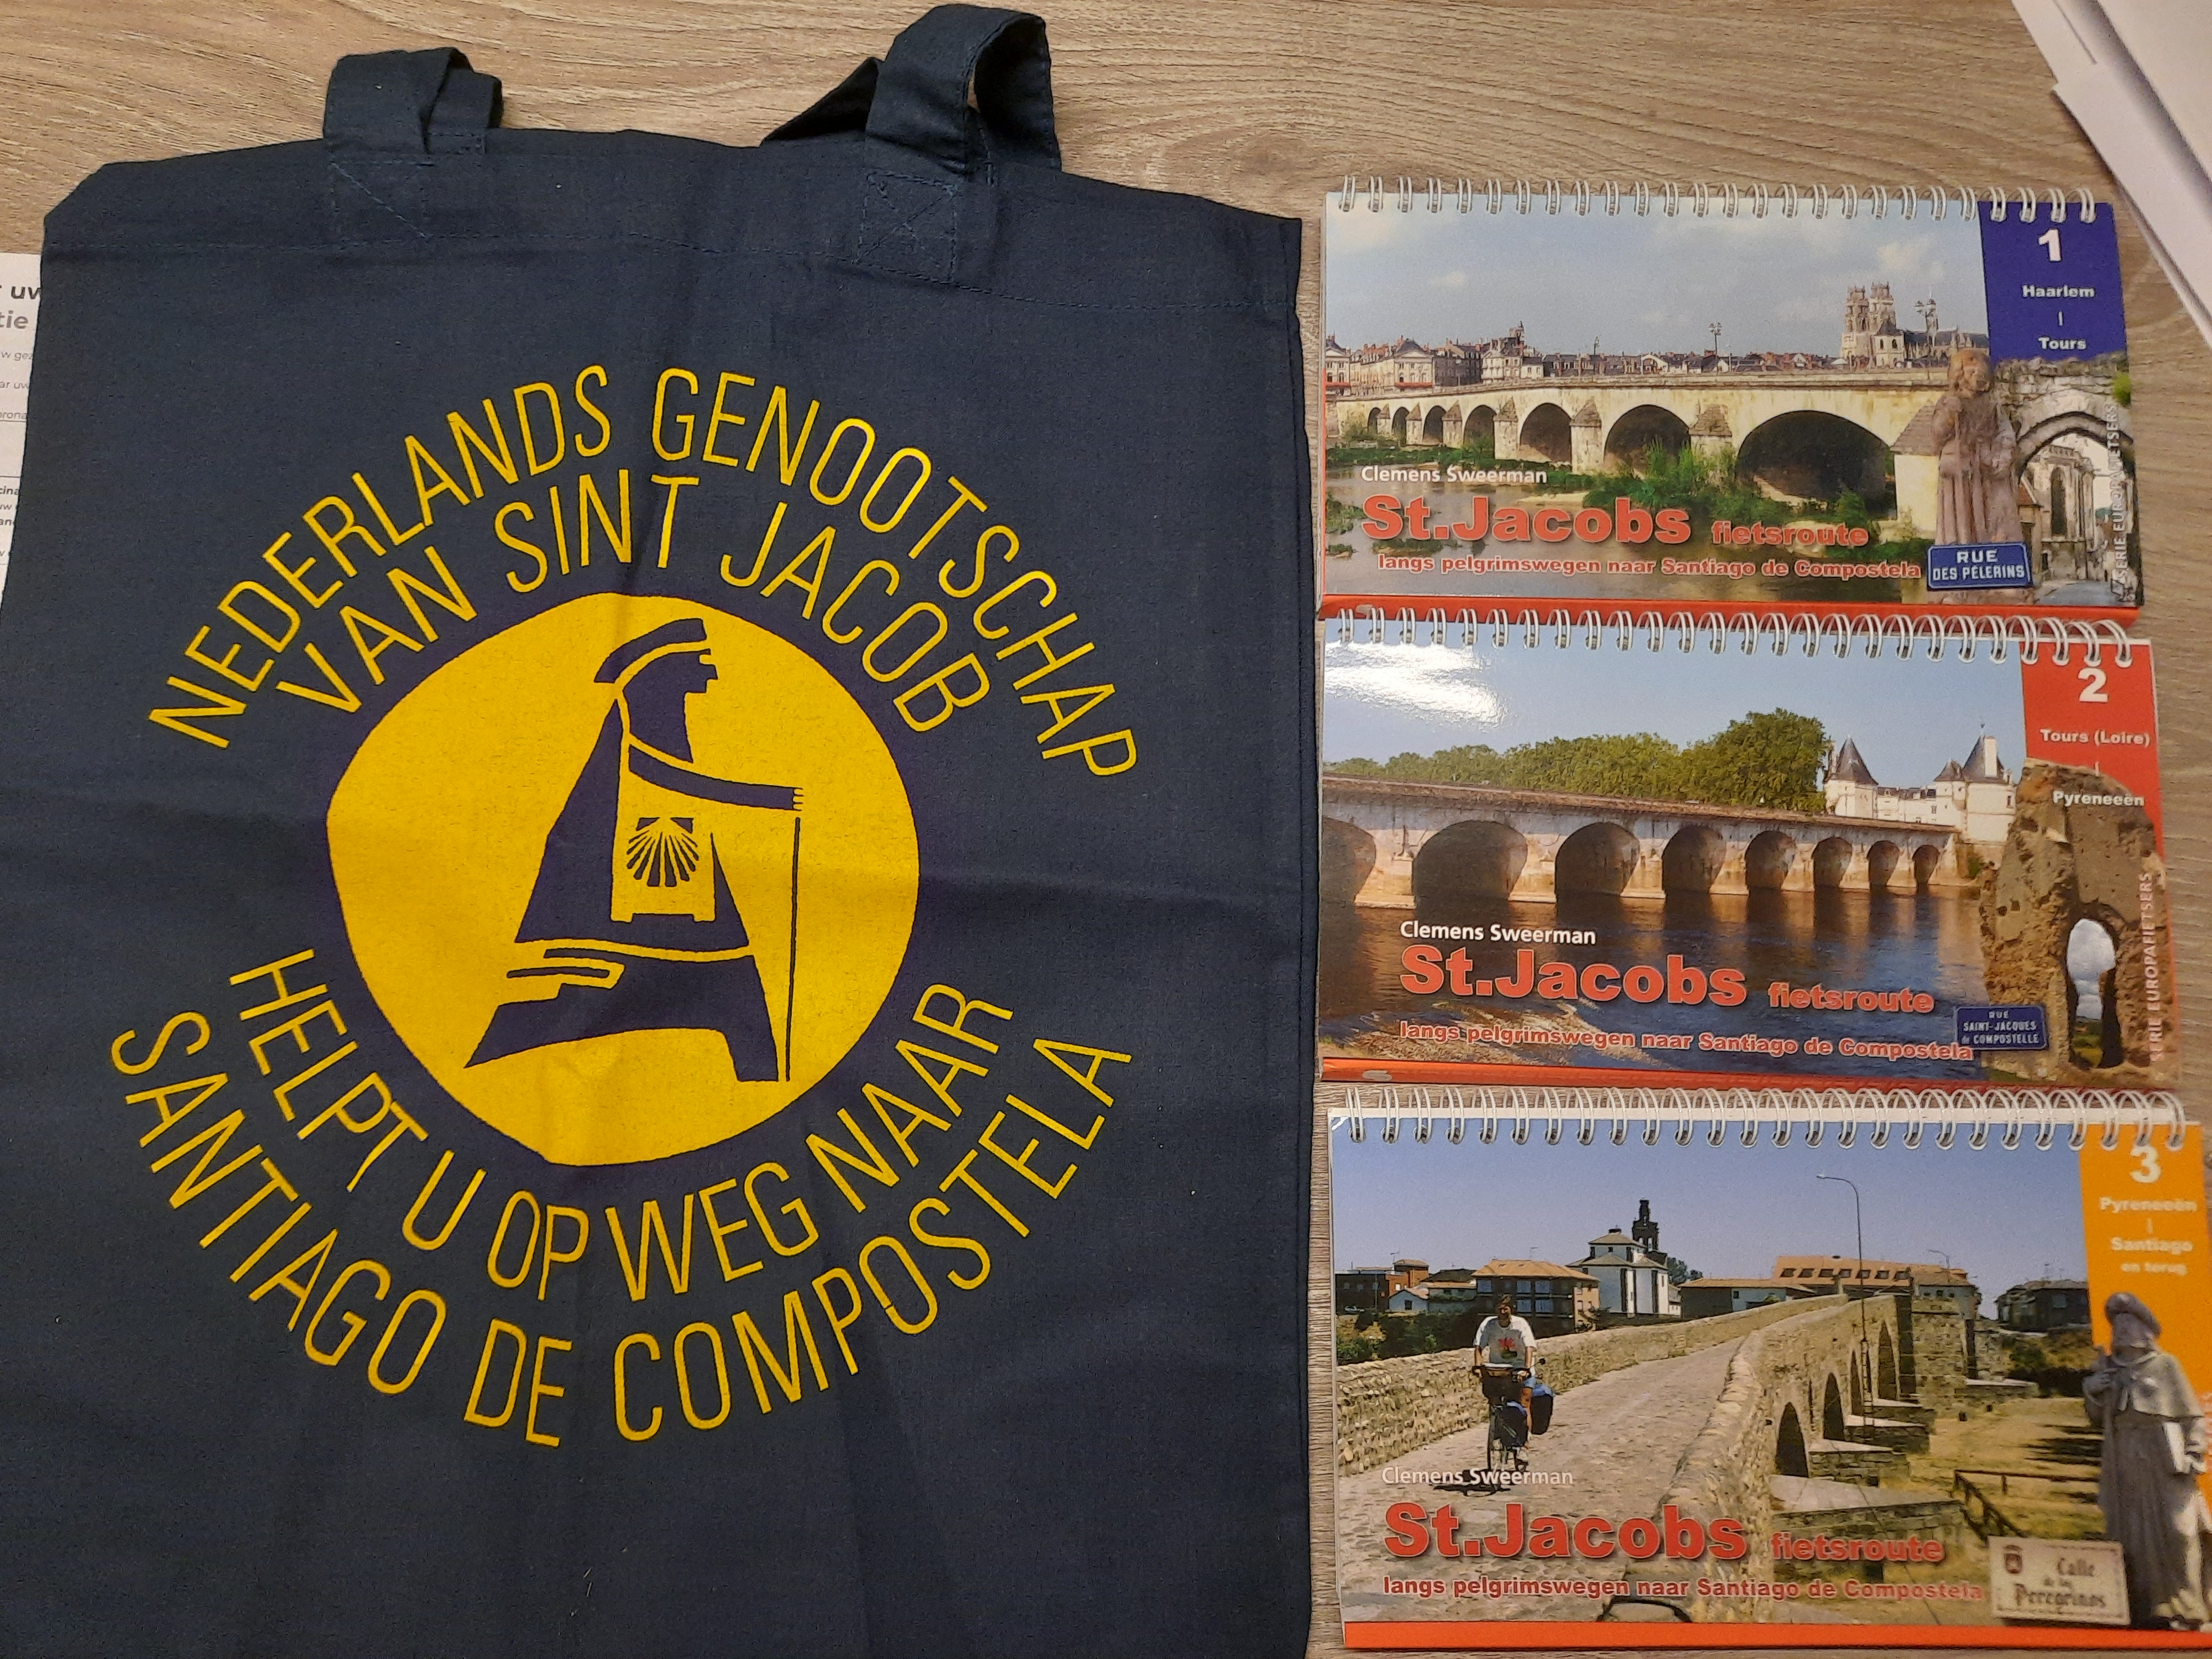 NEDERLANDS GENOOTSCHAP
VAN SINT JACOB
HELPT U OP WEG NAAR
SANTIAGO DE COMPOSTELA
1
Haarlem
|
Tours
Clemens Sweerman
St.Jacobs fietsroute
langs pelgrimswegen naar Santiago de Compostela
RUE
DES PÉLERINS
SERIE EUROPAFIETSERS
2
Tours (Loire)
Pyreneeën
Clemens Sweerman
St.Jacobs fietsroute
langs pelgrimswegen naar Santiago de Compostela
RUE
SAINT-JACQUES
de COMPOSTELLE
SERIE EUROPAFIETSERS
3
Pyreneeën
|
Santiago
en terug
Clemens Sweerman
St.Jacobs fietsroute
langs pelgrimswegen naar Santiago de Compostela
Calle
de los
Peregrinos